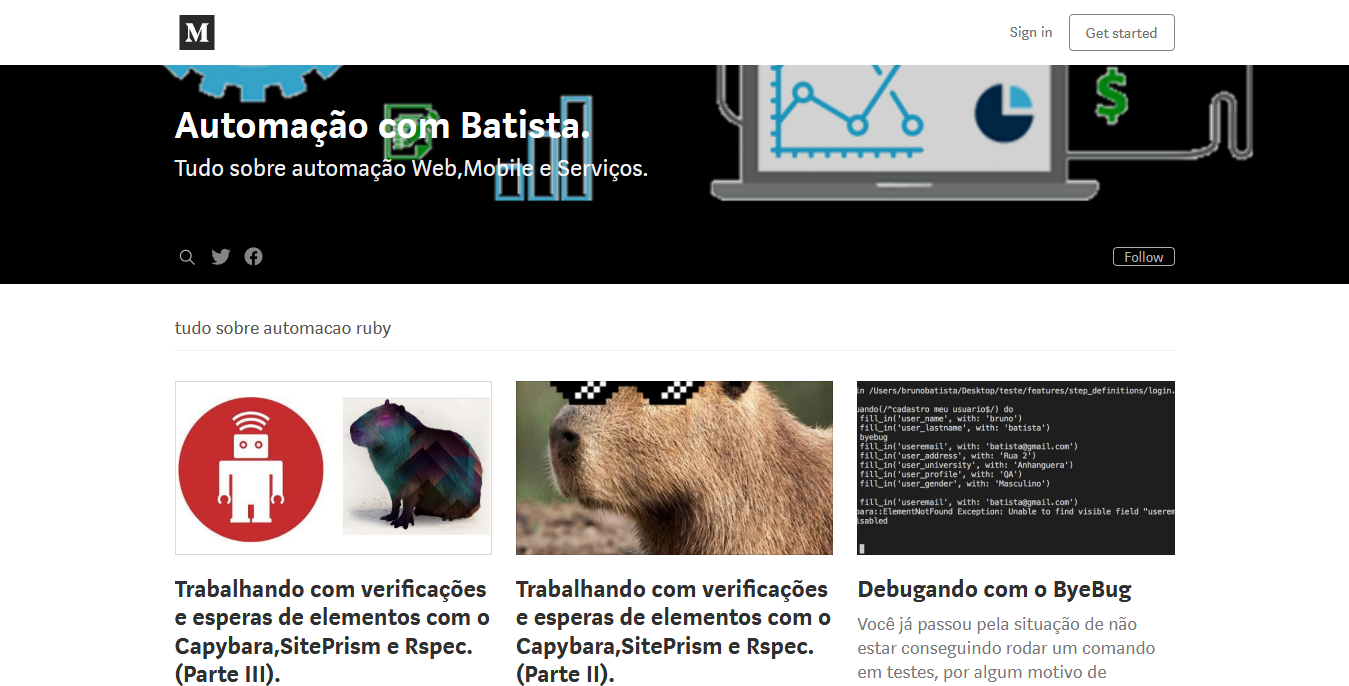 M
Sign in
Get started
Automação com Batista.
Tudo sobre automação Web,Mobile e Serviços.
Follow
tudo sobre automacao ruby
in /Users/brunobatista/Desktop/teste/features/step_definitions/login.
uando(/^cadastro meu usuario$/) do
fill_in('user_name', with: 'bruno')
fill_in('user_lastname', with: 'batista')
byebug
fill_in('useremail', with: 'batista@gmail.com')
fill_in('user_address', with: 'Rua 2')
fill_in('user_university', with: 'Anhanguera')
fill_in('user_profile', with: 'QA')
fill_in('user_gender', with: 'Masculino')
fill_in('useremail', with: 'batista@gmail.com')
bara::ElementNotFound Exception: Unable to find visible field "userem
isabled
Trabalhando com verificações
e esperas de elementos com o
Capybara,SitePrism e Rspec.
(Parte III).
Trabalhando com verificações
e esperas de elementos com o
Capybara,SitePrism e Rspec.
(Parte II).
Debugando com o ByeBug
Você já passou pela situação de não
estar conseguindo rodar um comando
em testes, por algum motivo de